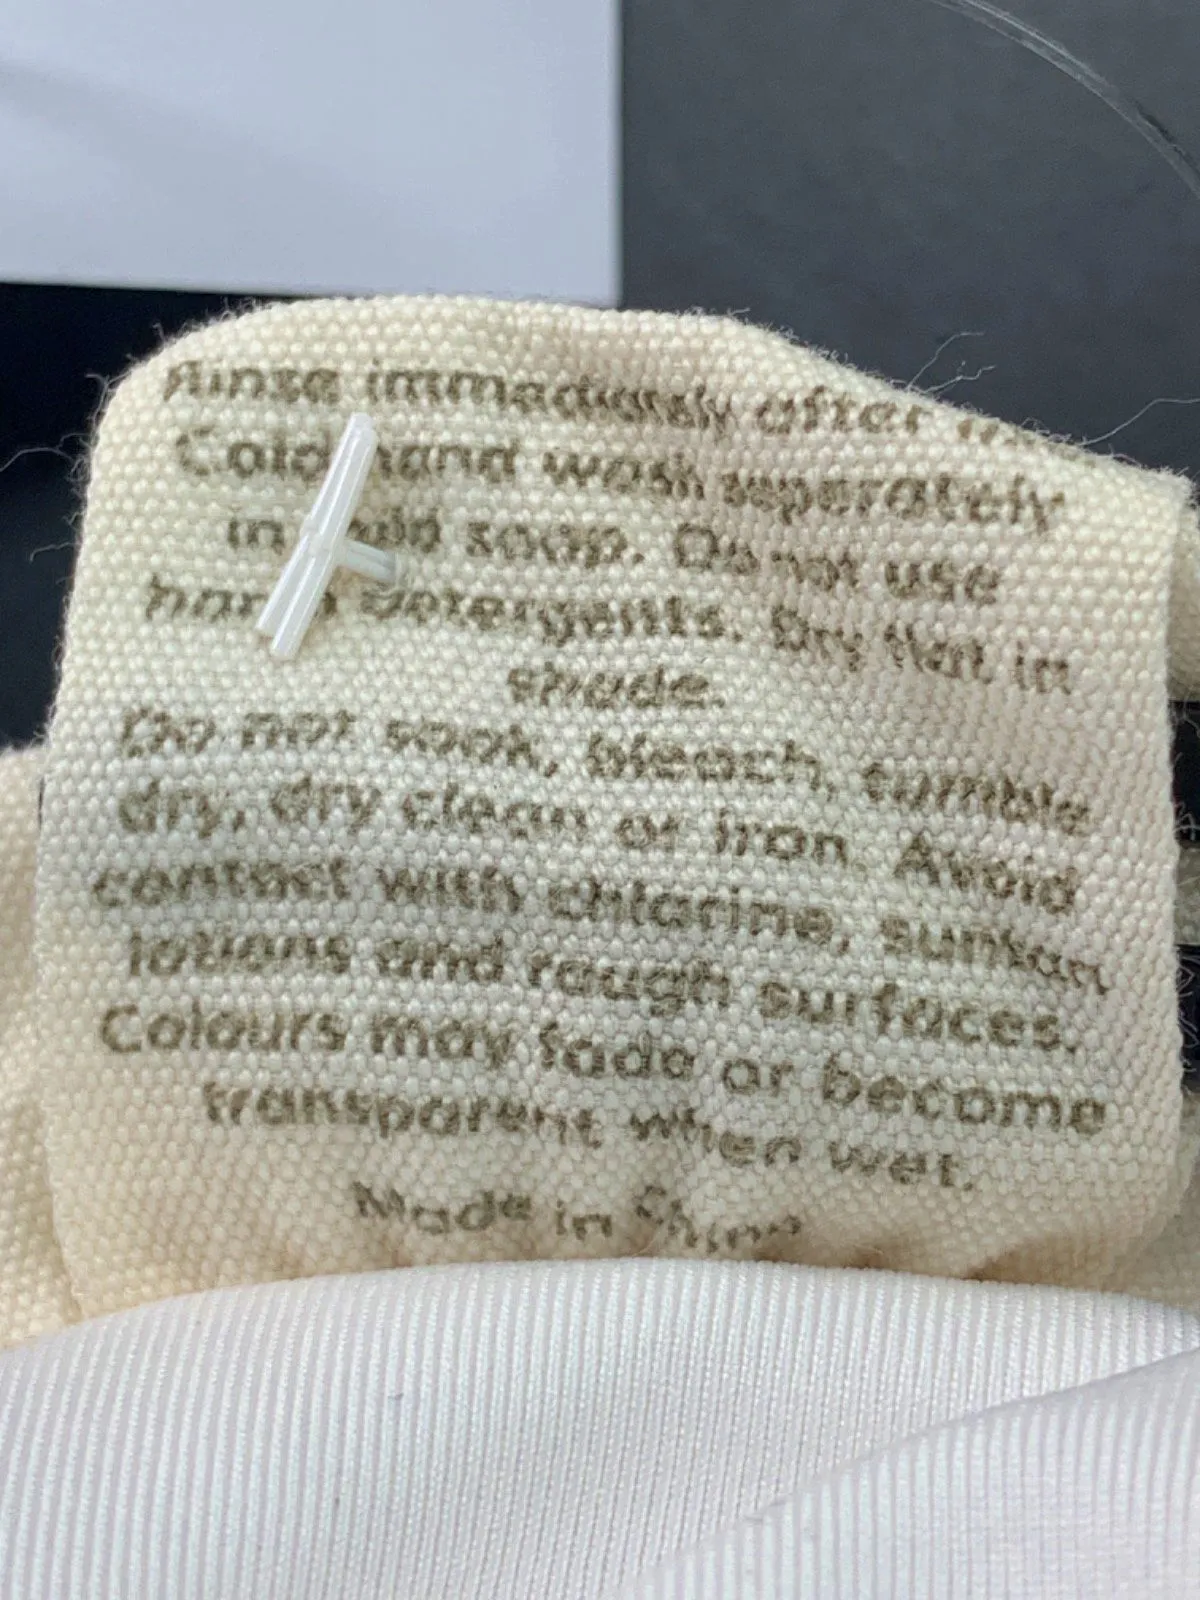 Rinse immediately after
Cold hand wash seperately
in soap. Do not use
harsh detergents. Dry flat in
shade.
Do not soak, bleach, tumble
dry, dry clean or iron. Avoid
contact with chlorine, suntan
lotions and rough surfaces.
Colours may fade or become
transparent when wet.
Made in China